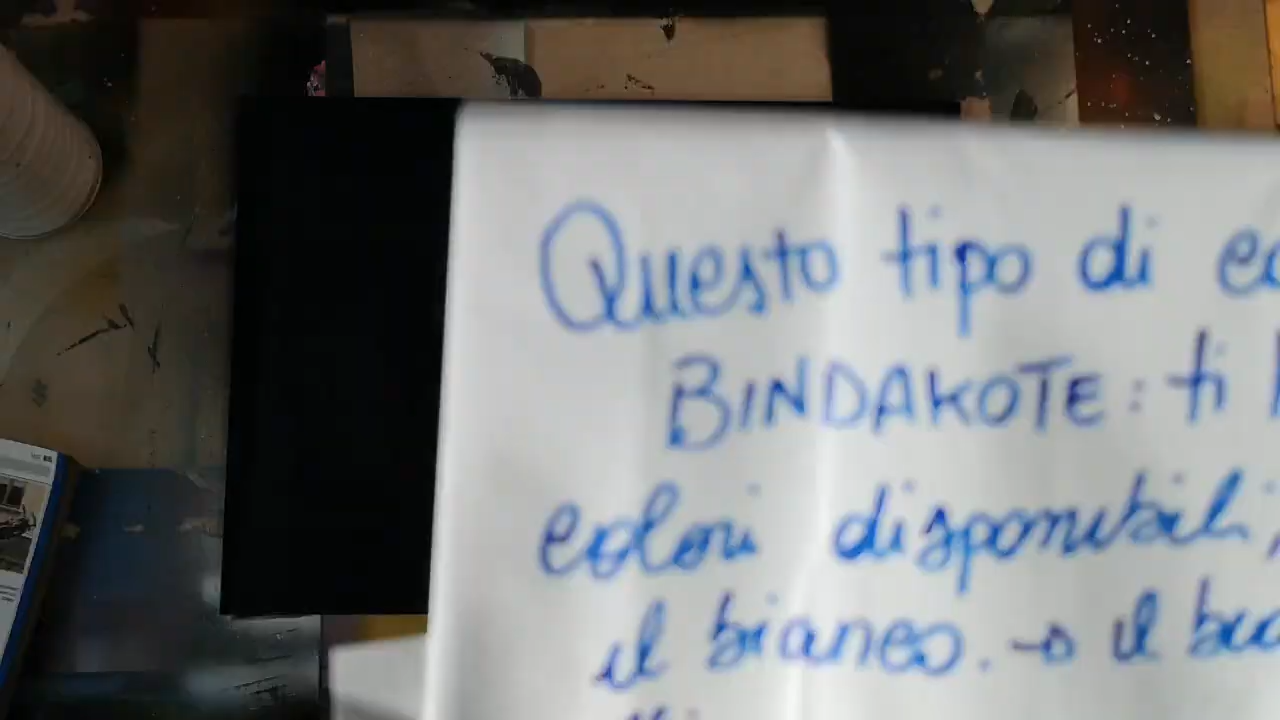 Questo tipo di
BINDAKOTE: ti
colori disponibili,
il bianco. → il